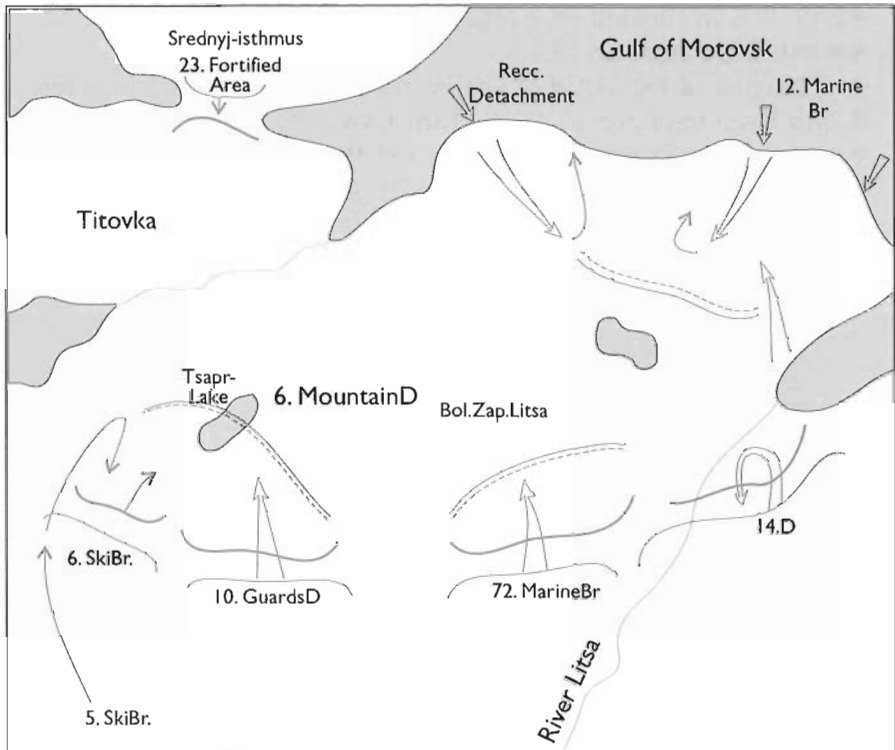 Srednyj-isthmus
23. Fortified
Area
Gulf of Motovsk
Recc.
Detachment
12. Marine
Br
Titovka
Tsapr-
Lake
6. MountainD
Bol.Zap.Litsa
6. SkiBr.
10. GuardsD
72. MarineBr
14.D
5. SkiBr.
River Litsa